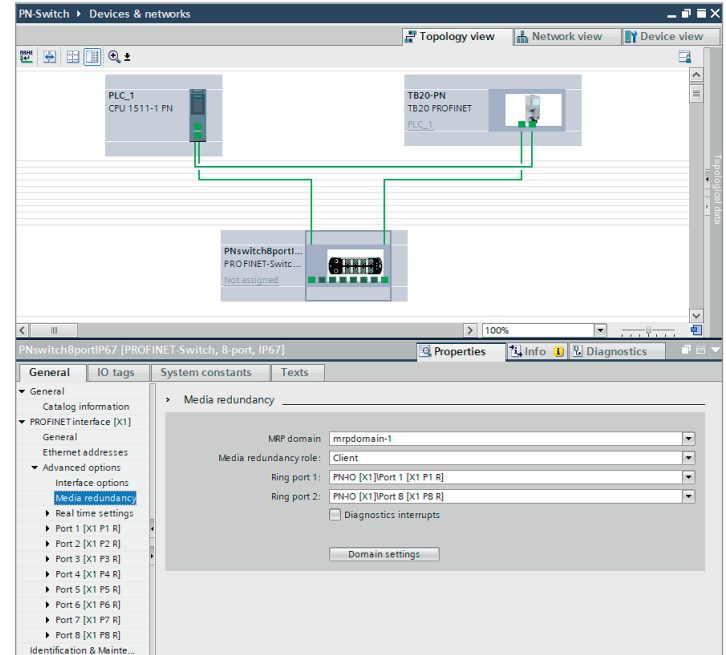 PN-Switch ▸ Devices & networks
Topology view
Network view
Device view
PLC_1
CPU 1511-1 PN
TB20-PN
TB20 PROFINET
PLC_1
Topological data
PNswitch8portI...
PROFINET-Switc...
Not assigned
100%
PNswitch8portIP67 [PROFINET-Switch, 8-port, IP67]
Properties
Info
Diagnostics
General
IO tags
System constants
Texts
General
Catalog information
PROFINET interface [X1]
General
Ethernet addresses
Advanced options
Interface options
Media redundancy
Real time settings
Port 1 [X1 P1 R]
Port 2 [X1 P2 R]
Port 3 [X1 P3 R]
Port 4 [X1 P4 R]
Port 5 [X1 P5 R]
Port 6 [X1 P6 R]
Port 7 [X1 P7 R]
Port 8 [X1 P8 R]
Identification & Mainte...
Media redundancy
MRP domain mrpdomain-1
Media redundancy role: Client
Ring port 1: PN-IO [X1]\Port 1 [X1 P1 R]
Ring port 2: PN-IO [X1]\Port 8 [X1 P8 R]
Diagnostics interrupts
Domain settings